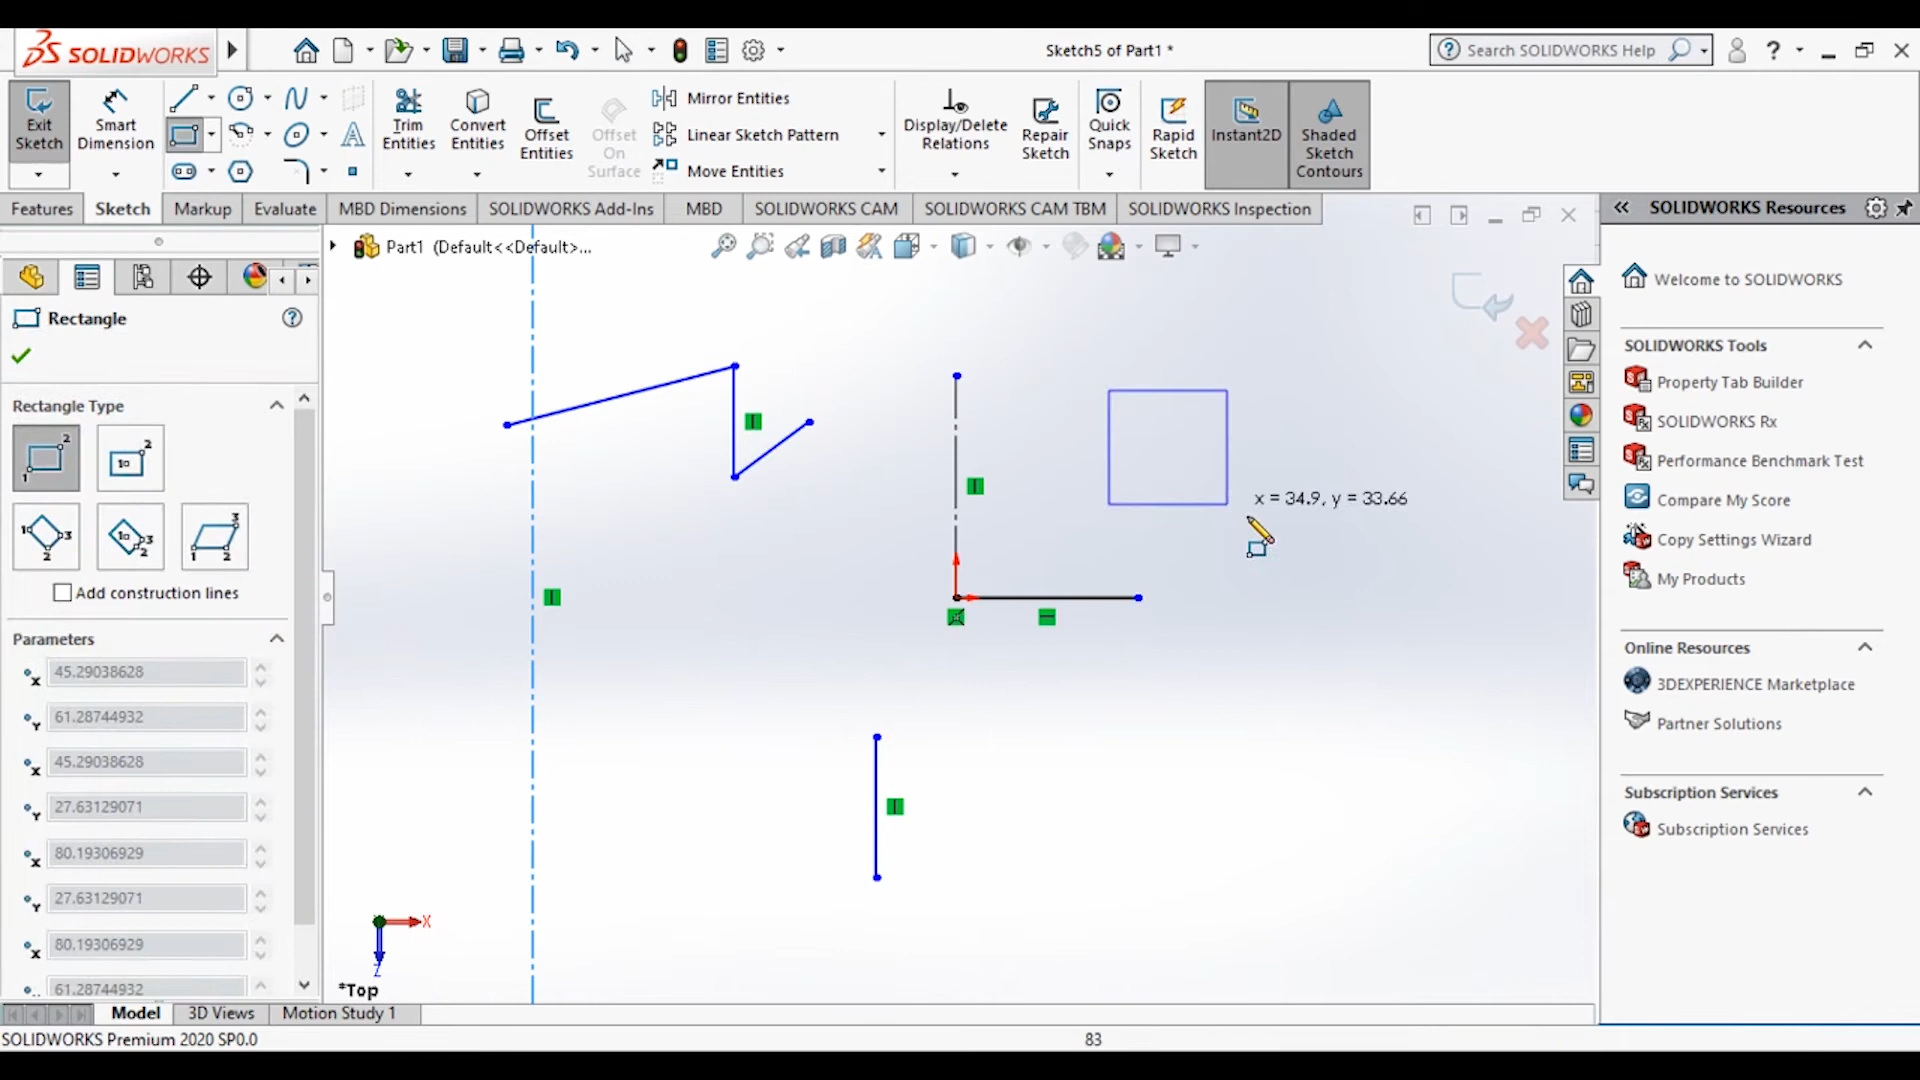 SOLIDWORKS
Sketch5 of Part1 *
Search SOLIDWORKS Help
?
Exit Sketch
Smart Dimension
Trim Entities
Convert Entities
Offset Entities
Offset On Surface
Mirror Entities
Linear Sketch Pattern
Move Entities
Display/Delete Relations
Repair Sketch
Quick Snaps
Rapid Sketch
Instant2D
Shaded Sketch Contours
Features
Sketch
Markup
Evaluate
MBD Dimensions
SOLIDWORKS Add-Ins
MBD
SOLIDWORKS CAM
SOLIDWORKS CAM TBM
SOLIDWORKS Inspection
SOLIDWORKS Resources
Part1 (Default<<Default>...
Rectangle
Rectangle Type
Add construction lines
Parameters
45.29038628
61.28744932
45.29038628
27.63129071
80.19306929
27.63129071
80.19306929
61.28744932
x = 34.9, y = 33.66
X
Z
*Top
Welcome to SOLIDWORKS
SOLIDWORKS Tools
Property Tab Builder
SOLIDWORKS Rx
Performance Benchmark Test
Compare My Score
Copy Settings Wizard
My Products
Online Resources
3DEXPERIENCE Marketplace
Partner Solutions
Subscription Services
Subscription Services
Model
3D Views
Motion Study 1
SOLIDWORKS Premium 2020 SP0.0
83